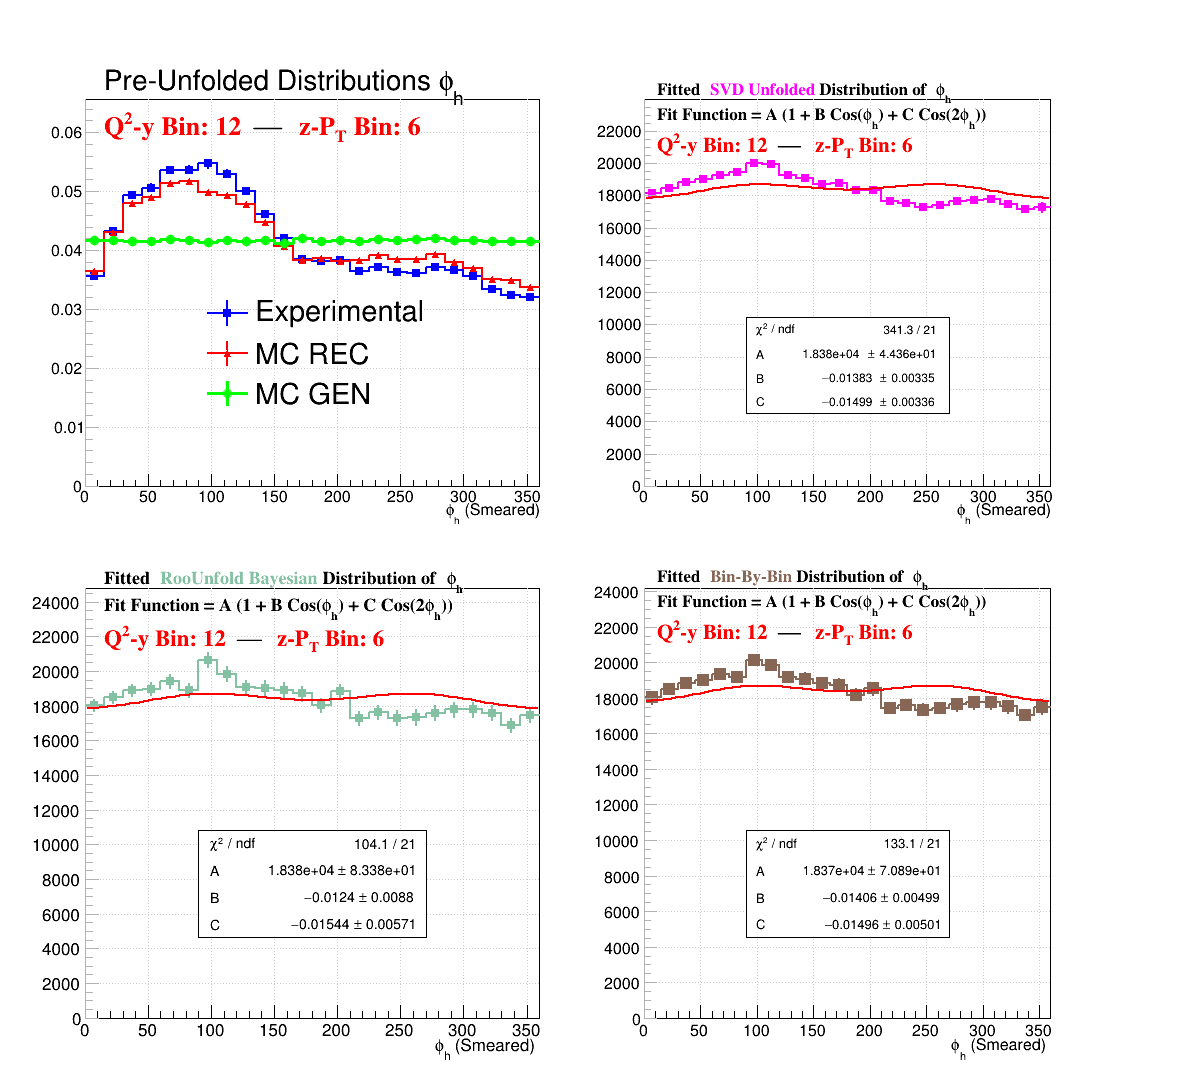 Pre-Unfolded Distributions ϕh
Q²-y Bin: 12 — z-PT Bin: 6
0.06
0.05
0.04
0.03
0.02
0.01
0
Experimental
MC REC
MC GEN
0 50 100 150 200 250 300 350
ϕh (Smeared)
Fitted SVD Unfolded Distribution of ϕh
Fit Function = A (1 + B Cos(ϕh) + C Cos(2ϕh))
Q²-y Bin: 12 — z-PT Bin: 6
22000
20000
18000
16000
14000
12000
10000
8000
6000
4000
2000
0
χ² / ndf 341.3 / 21
A 1.838e+04 ± 4.436e+01
B −0.01383 ± 0.00335
C −0.01499 ± 0.00336
0 50 100 150 200 250 300 350
ϕh (Smeared)
Fitted RooUnfold Bayesian Distribution of ϕh
Fit Function = A (1 + B Cos(ϕh) + C Cos(2ϕh))
Q²-y Bin: 12 — z-PT Bin: 6
24000
22000
20000
18000
16000
14000
12000
10000
8000
6000
4000
2000
0
χ² / ndf 104.1 / 21
A 1.838e+04 ± 8.338e+01
B −0.0124 ± 0.0088
C −0.01544 ± 0.00571
0 50 100 150 200 250 300 350
ϕh (Smeared)
Fitted Bin-By-Bin Distribution of ϕh
Fit Function = A (1 + B Cos(ϕh) + C Cos(2ϕh))
Q²-y Bin: 12 — z-PT Bin: 6
24000
22000
20000
18000
16000
14000
12000
10000
8000
6000
4000
2000
0
χ² / ndf 133.1 / 21
A 1.837e+04 ± 7.089e+01
B −0.01406 ± 0.00499
C −0.01496 ± 0.00501
0 50 100 150 200 250 300 350
ϕh (Smeared)